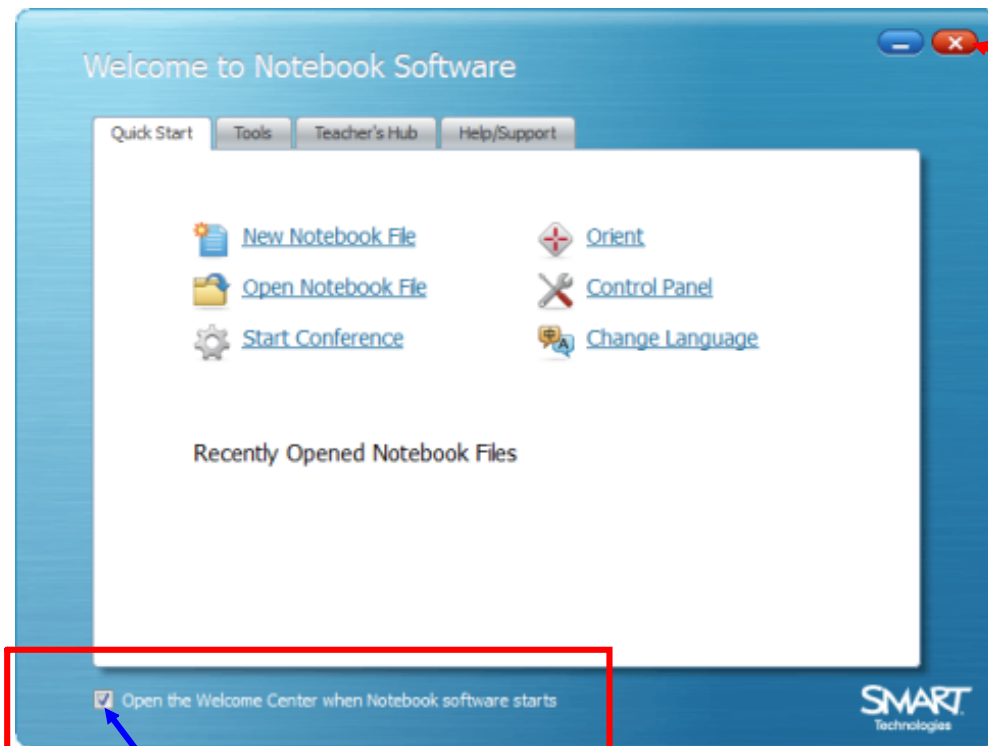 Welcome to Notebook Software
Quick Start Tools Teacher's Hub Help/Support
New Notebook File Orient
Open Notebook File Control Panel
Start Conference Change Language
Recently Opened Notebook Files
Open the Welcome Center when Notebook software starts
SMART
Technologies